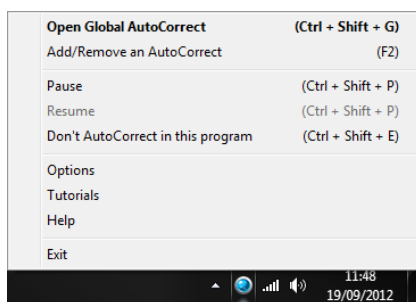 Open Global AutoCorrect (Ctrl + Shift + G)
Add/Remove an AutoCorrect (F2)
Pause (Ctrl + Shift + P)
Resume (Ctrl + Shift + P)
Don't AutoCorrect in this program (Ctrl + Shift + E)
Options
Tutorials
Help
Exit
11:48
19/09/2012